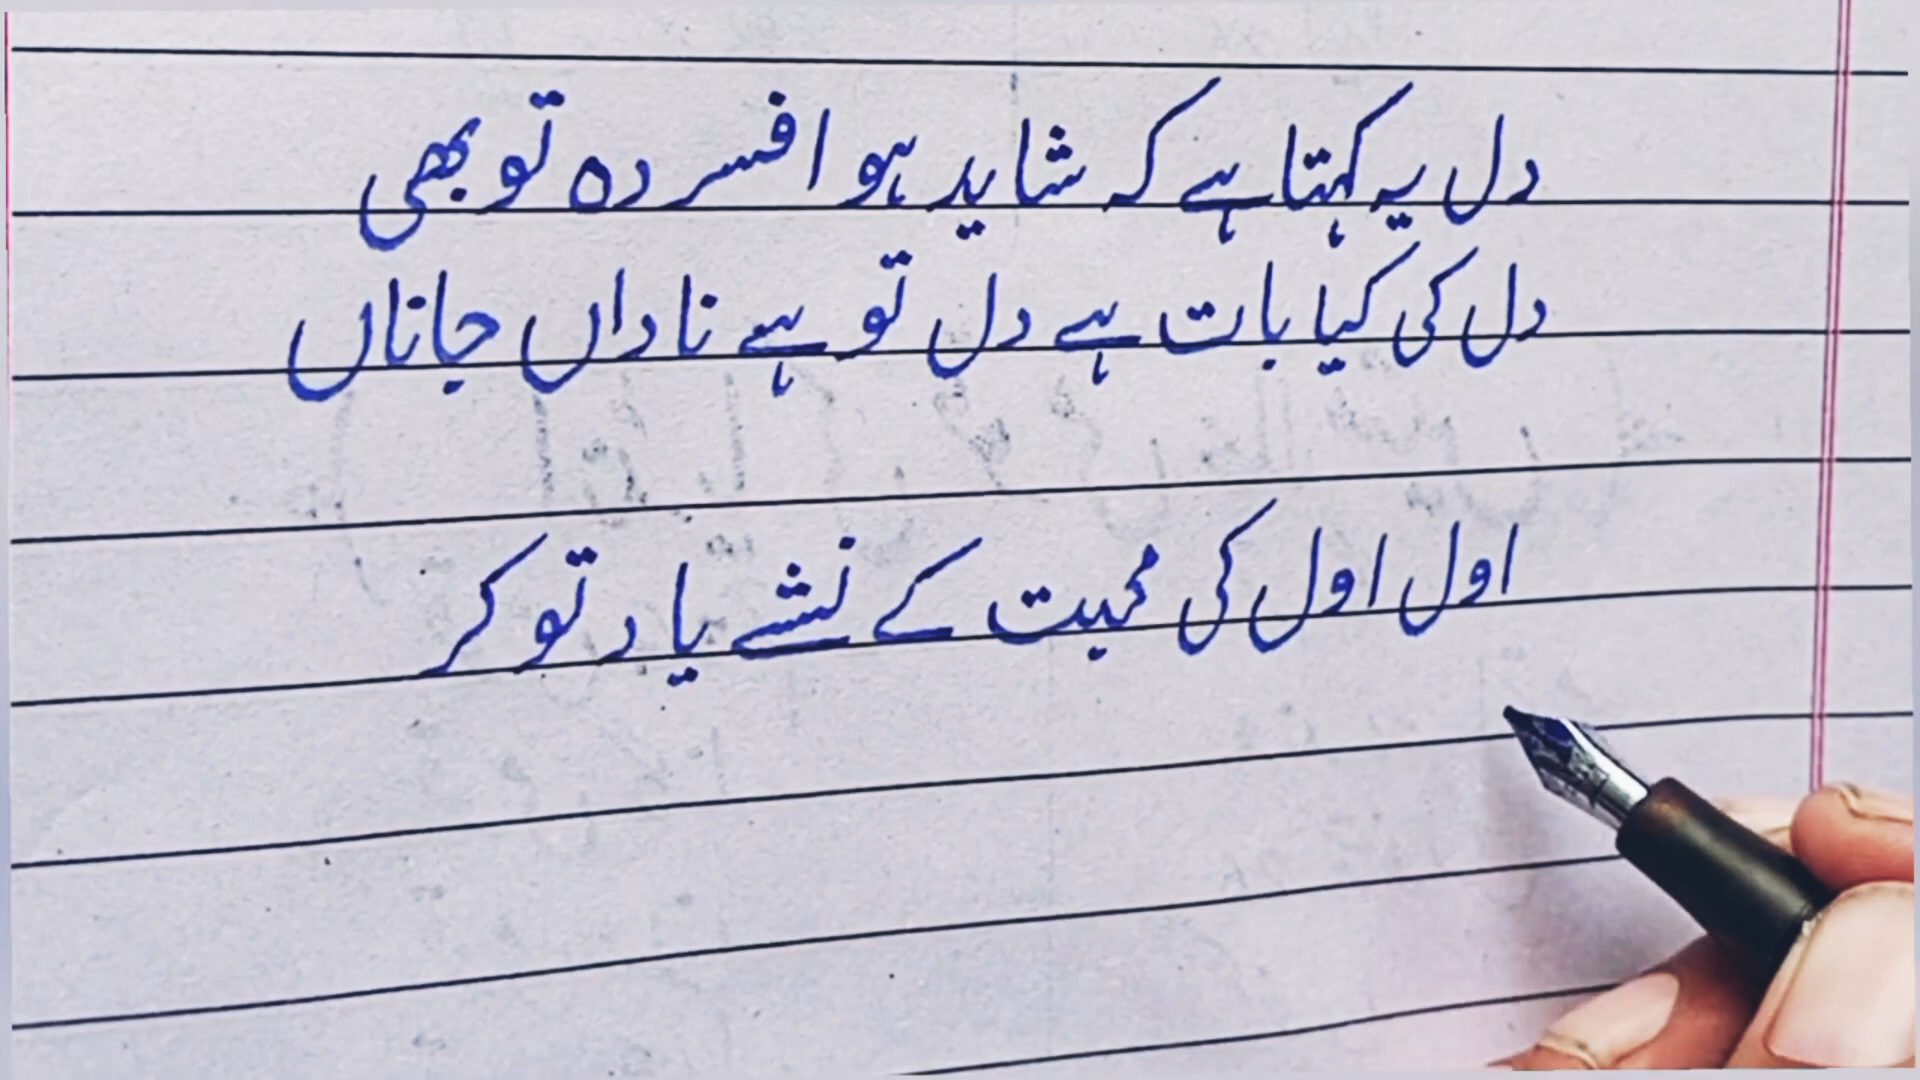 دل یہ کہتا ہے کہ شاید ہو افسردہ تو بھی
دل کی کیا بات ہے دل تو ہے ناداں جاناں
اول اول کی محبت کے نشے یاد تو کر